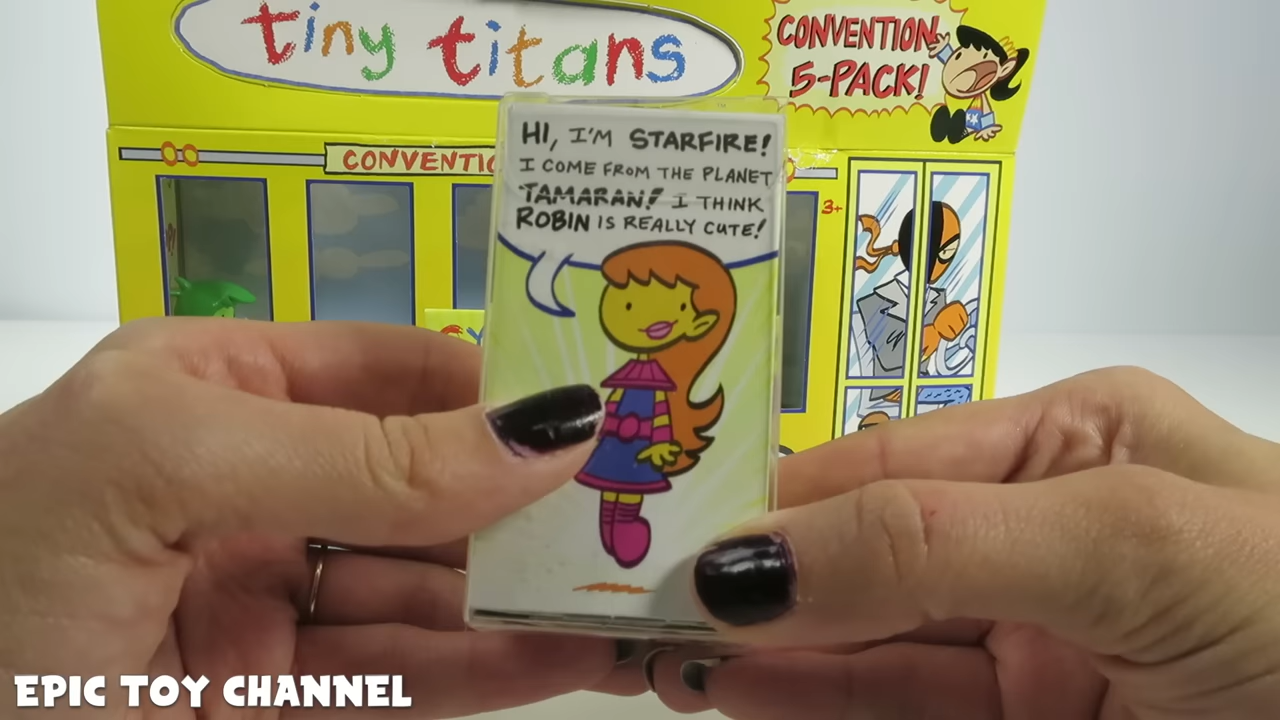 tiny titans
CONVENTION
5-PACK!
CONVENTIO
3+
HI, I'M STARFIRE!
I COME FROM THE PLANET
TAMARAN! I THINK
ROBIN IS REALLY CUTE!
EPIC TOY CHANNEL